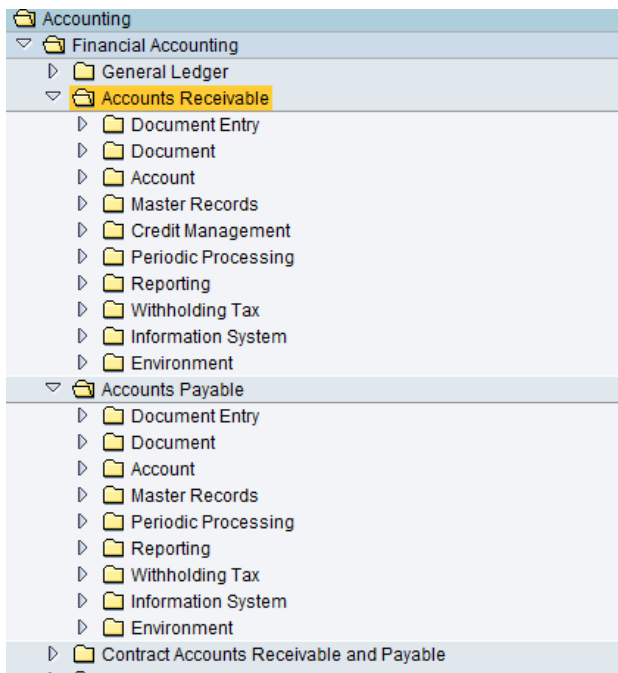 Accounting
Financial Accounting
General Ledger
Accounts Receivable
Document Entry
Document
Account
Master Records
Credit Management
Periodic Processing
Reporting
Withholding Tax
Information System
Environment
Accounts Payable
Document Entry
Document
Account
Master Records
Periodic Processing
Reporting
Withholding Tax
Information System
Environment
Contract Accounts Receivable and Payable